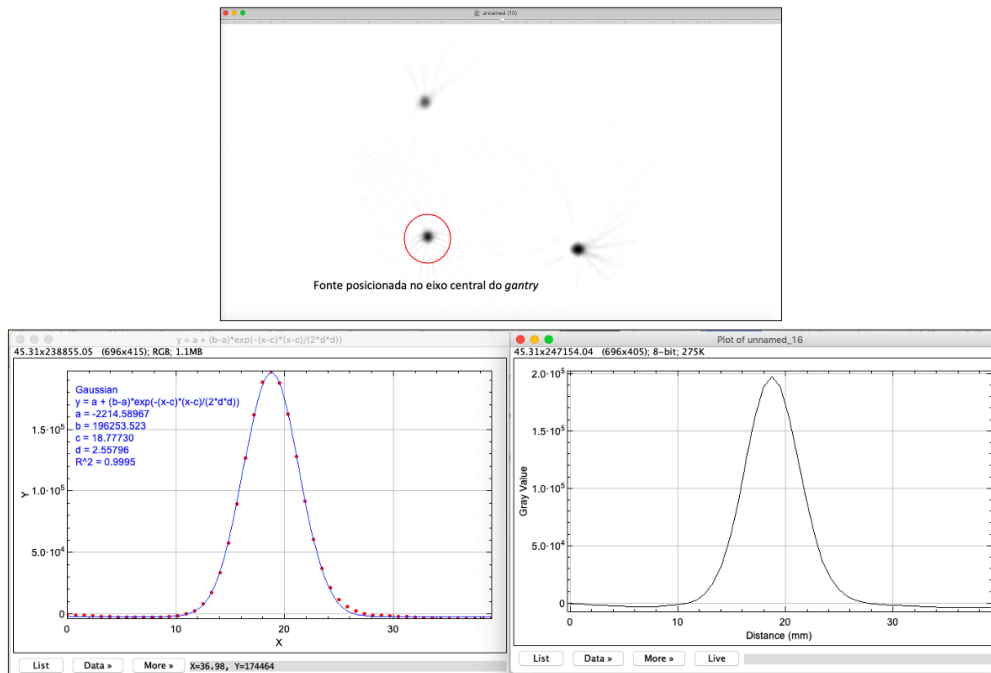 unnamed (15)
Fonte posicionada no eixo central do gantry
y = a + (b-a)*exp(-(x-c)*(x-c)/(2*d*d))
45.31x238855.05 (696x415); RGB; 1.1MB
Gaussian
y = a + (b-a)*exp(-(x-c)*(x-c)/(2*d*d))
a = -2214.58967
b = 196253.523
c = 18.77730
d = 2.55796
R^2 = 0.9995
1.5·10⁵
1.0·10⁵
5.0·10⁴
0
Y
0 10 20 30
X
List Data » More » X=36.98, Y=174464
Plot of unnamed_16
45.31x247154.04 (696x405); 8-bit; 275K
2.0·10⁵
1.5·10⁵
1.0·10⁵
5.0·10⁴
0
Gray Value
0 10 20 30
Distance (mm)
List Data » More » Live